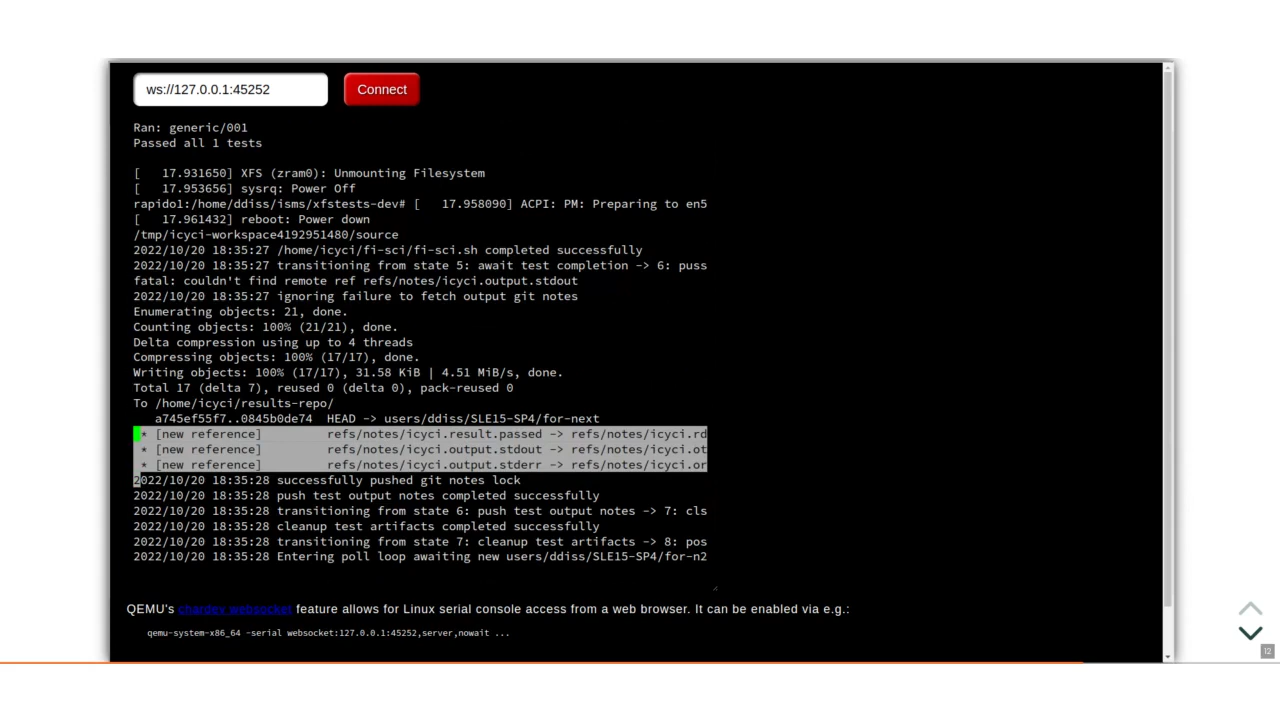 ws://127.0.0.1:45252
Connect
Ran: generic/001
Passed all 1 tests
[   17.931650] XFS (zram0): Unmounting Filesystem
[   17.953656] sysrq: Power Off
rapido1:/home/ddiss/isms/xfstests-dev# [   17.958090] ACPI: PM: Preparing to en5
[   17.961432] reboot: Power down
/tmp/icyci-workspace4192951480/source
2022/10/20 18:35:27 /home/icyci/fi-sci/fi-sci.sh completed successfully
2022/10/20 18:35:27 transitioning from state 5: await test completion -> 6: puss
fatal: couldn't find remote ref refs/notes/icyci.output.stdout
2022/10/20 18:35:27 ignoring failure to fetch output git notes
Enumerating objects: 21, done.
Counting objects: 100% (21/21), done.
Delta compression using up to 4 threads
Compressing objects: 100% (17/17), done.
Writing objects: 100% (17/17), 31.58 KiB | 4.51 MiB/s, done.
Total 17 (delta 7), reused 0 (delta 0), pack-reused 0
To /home/icyci/results-repo/
   a745ef55f7..0845b0de74  HEAD -> users/ddiss/SLE15-SP4/for-next
 * [new reference]         refs/notes/icyci.result.passed -> refs/notes/icyci.rd
 * [new reference]         refs/notes/icyci.output.stdout -> refs/notes/icyci.ot
 * [new reference]         refs/notes/icyci.output.stderr -> refs/notes/icyci.or
2022/10/20 18:35:28 successfully pushed git notes lock
2022/10/20 18:35:28 push test output notes completed successfully
2022/10/20 18:35:28 transitioning from state 6: push test output notes -> 7: cls
2022/10/20 18:35:28 cleanup test artifacts completed successfully
2022/10/20 18:35:28 transitioning from state 7: cleanup test artifacts -> 8: pos
2022/10/20 18:35:28 Entering poll loop awaiting new users/ddiss/SLE15-SP4/for-n2
QEMU's chardev websocket feature allows for Linux serial console access from a web browser. It can be enabled via e.g.:
qemu-system-x86_64 -serial websocket:127.0.0.1:45252,server,nowait ...
12